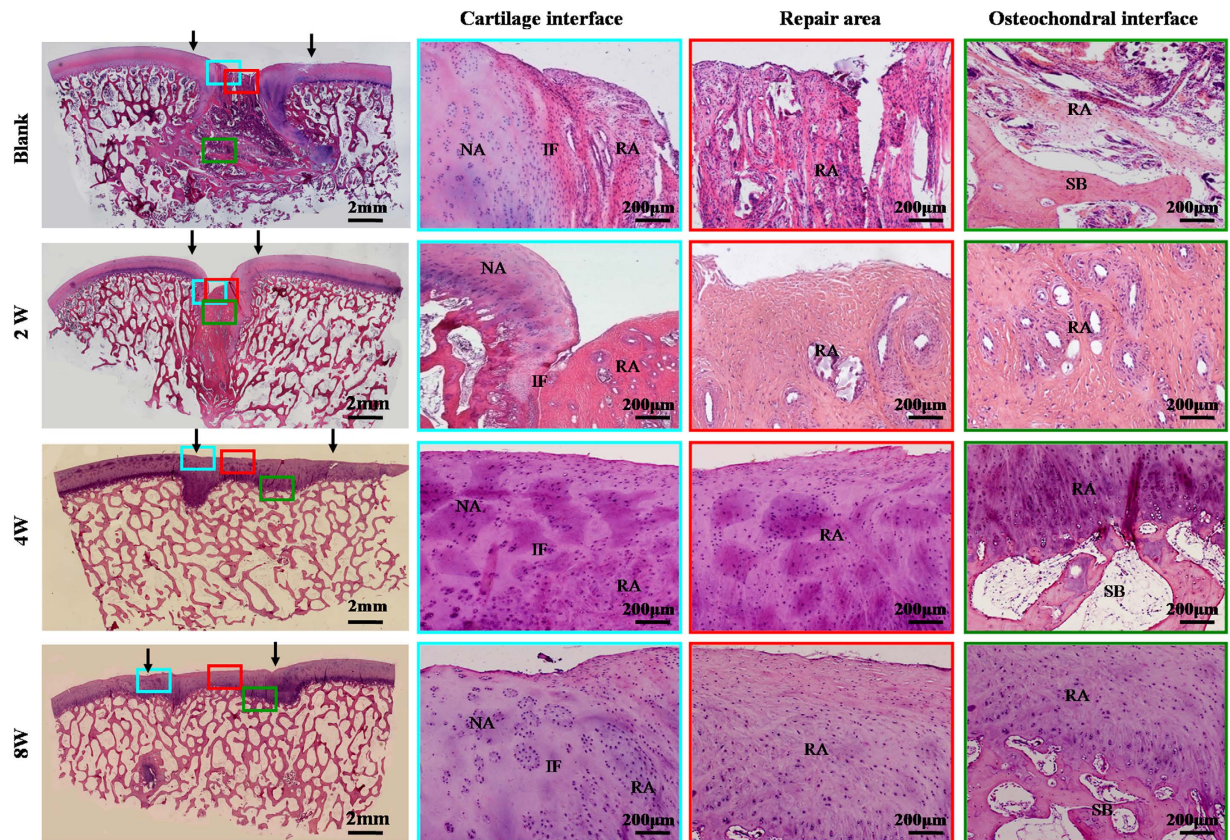 Cartilage interface Repair area Osteochondral interface
Blank
2mm
NA IF RA
200μm
RA
200μm
RA
SB
200μm
2 W
2mm
NA
IF
RA
200μm
RA
200μm
RA
200μm
4W
2mm
NA
IF
RA
200μm
RA
200μm
RA
SB
200μm
8W
2mm
NA
IF
RA
200μm
RA
200μm
RA
SB
200μm